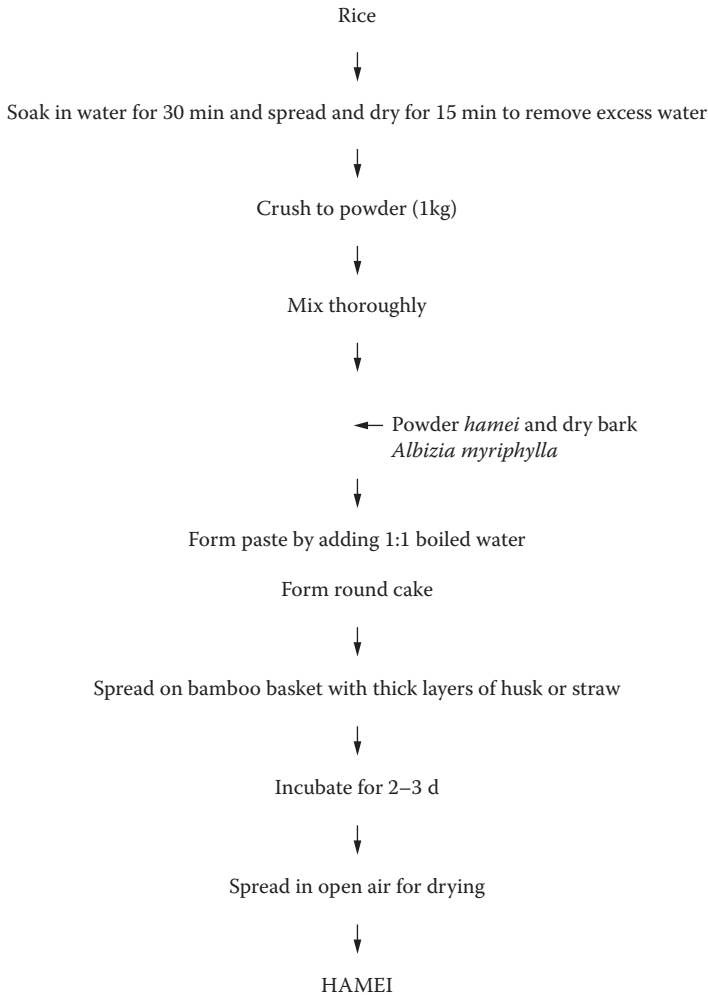 Rice
Soak in water for 30 min and spread and dry for 15 min to remove excess water
Crush to powder (1kg)
Mix thoroughly
Powder hamei and dry bark
Albizia myriphylla
Form paste by adding 1:1 boiled water
Form round cake
Spread on bamboo basket with thick layers of husk or straw
Incubate for 2–3 d
Spread in open air for drying
HAMEI